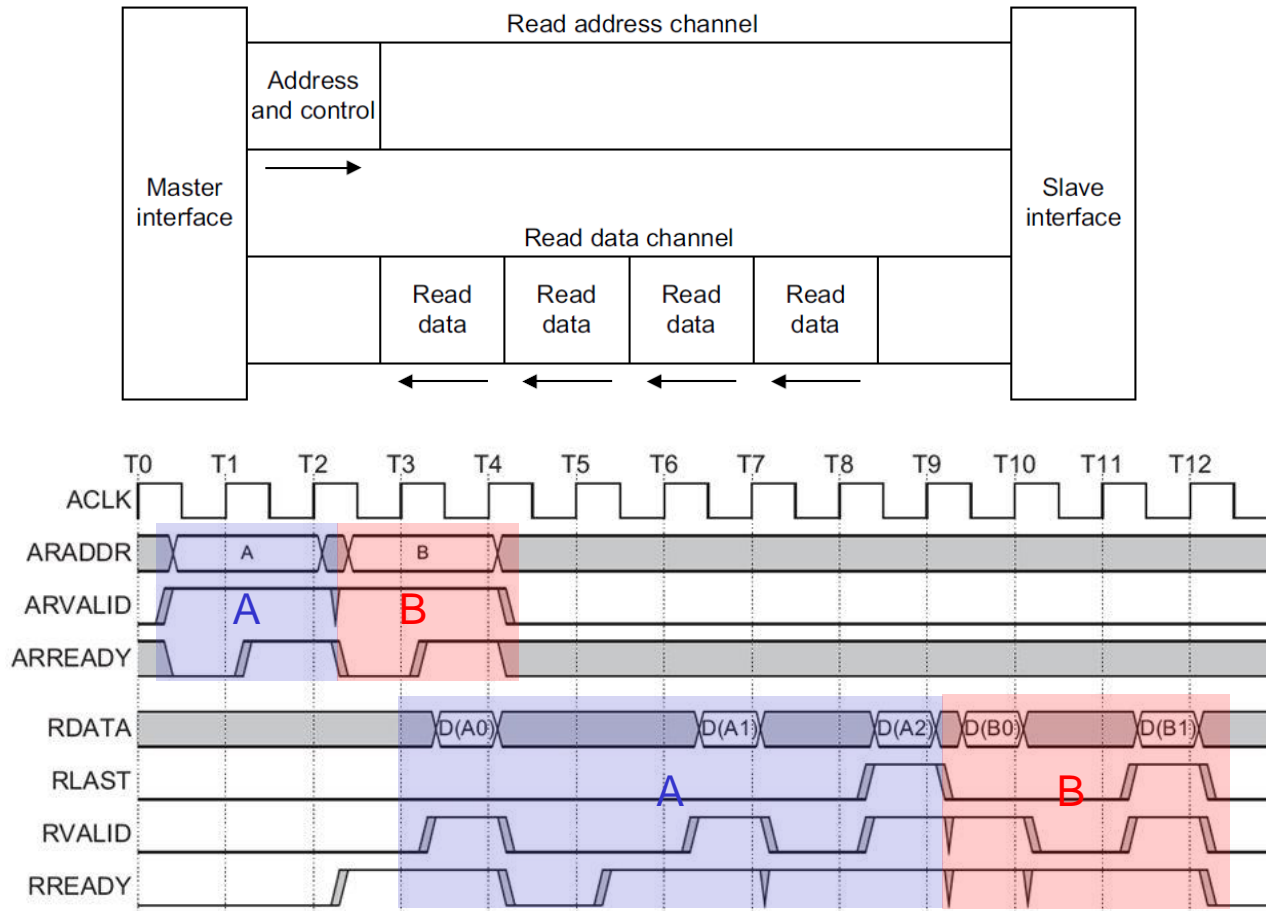 Read address channel
Address
and control
Master
interface
Slave
interface
Read data channel
Read
data
Read
data
Read
data
Read
data
T0 T1 T2 T3 T4 T5 T6 T7 T8 T9 T10 T11 T12
ACLK
ARADDR A B
ARVALID A B
ARREADY
RDATA D(A0) D(A1) D(A2) D(B0) D(B1)
RLAST A B
RVALID
RREADY